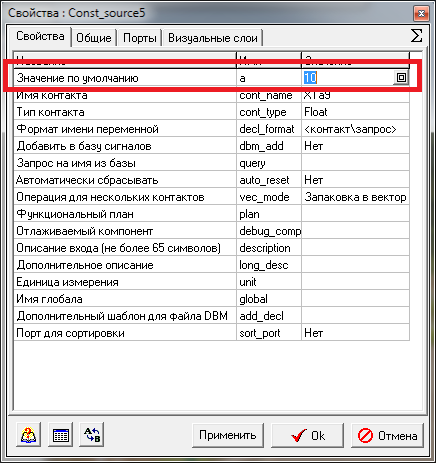 Свойства : Const_source5
Свойства Общие Порты Визуальные слои Σ
Название Имя Значение
Значение по умолчанию a 10
Имя контакта cont_name XTa9
Тип контакта cont_type Float
Формат имени переменной decl_format <контакт\запрос>
Добавить в базу сигналов dbm_add Нет
Запрос на имя из базы query
Автоматически сбрасывать auto_reset Нет
Операция для нескольких контактов vec_mode Запаковка в вектор
Функциональный план plan
Отлаживаемый компонент debug_comp
Описание входа (не более 65 символов) description
Дополнительное описание long_desc
Единица измерения unit
Имя глобала global
Дополнительный шаблон для файла DBM add_decl
Порт для сортировки sort_port Нет
Применить Ok Отмена